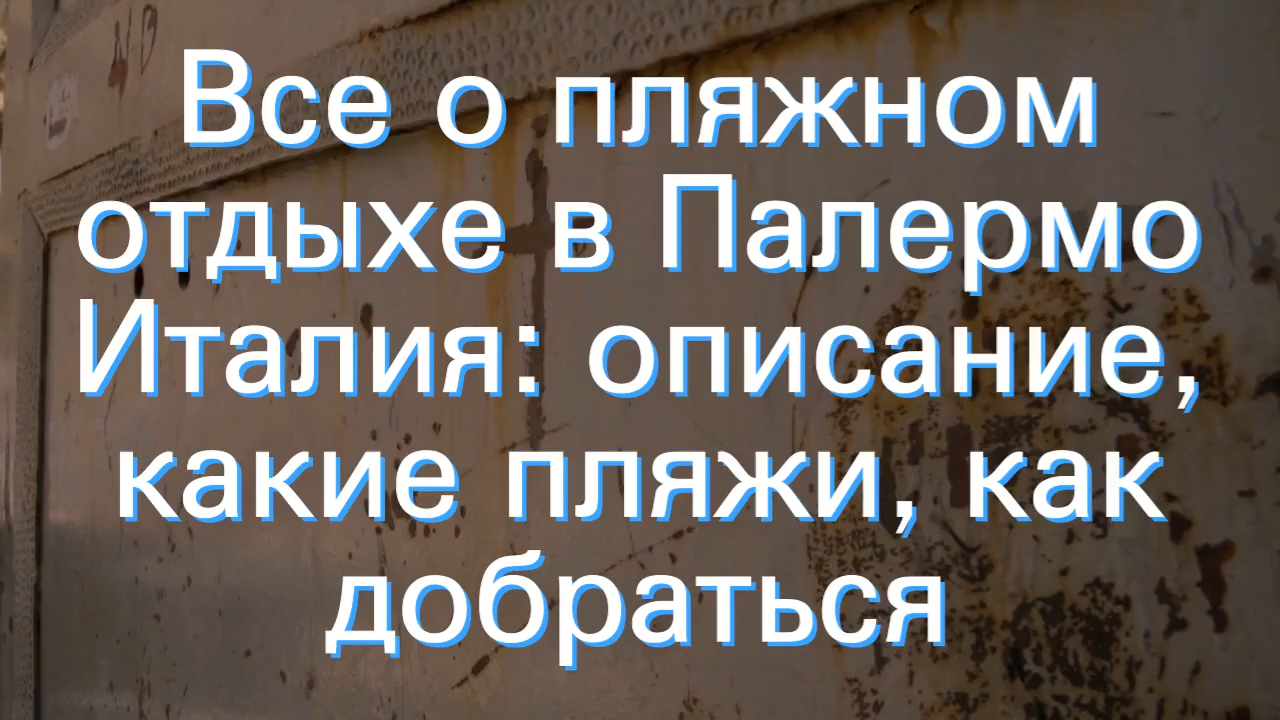 Все о пляжном
отдыхе в Палермо
Италия: описание,
какие пляжи, как
добраться